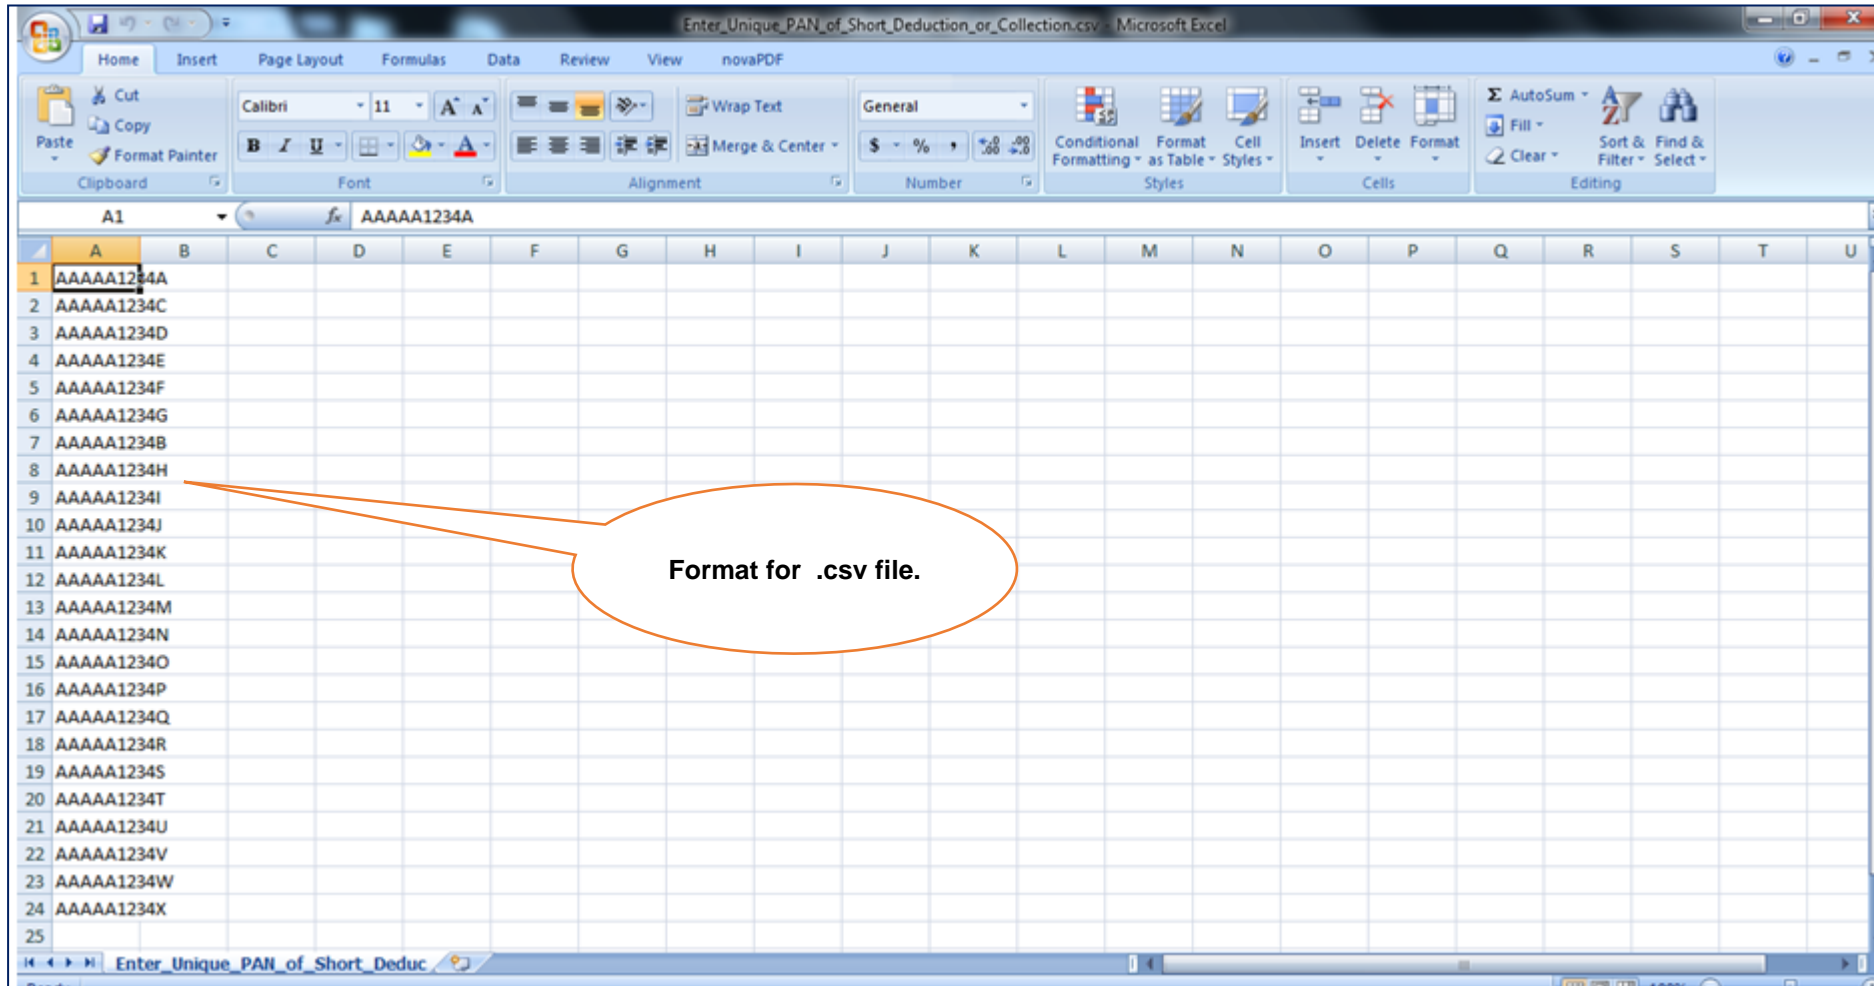 Enter_Unique_PAN_of_Short_Deduction_or_Collection.csv - Microsoft Excel
Home Insert Page Layout Formulas Data Review View novaPDF
Paste
Cut
Copy
Format Painter
Clipboard
Calibri 11 A A
B I U A
Font
Wrap Text
Merge & Center
Alignment
General
$ % , .00 .0
Number
Conditional Formatting
Format as Table
Cell Styles
Styles
Insert Delete Format
Cells
Σ AutoSum
Fill
Clear
Sort & Filter
Find & Select
Editing
A1 fx AAAAA1234A
A B C D E F G H I J K L M N O P Q R S T U
1 AAAAA1234A
2 AAAAA1234C
3 AAAAA1234D
4 AAAAA1234E
5 AAAAA1234F
6 AAAAA1234G
7 AAAAA1234B
8 AAAAA1234H
9 AAAAA1234I
10 AAAAA1234J
11 AAAAA1234K
12 AAAAA1234L
13 AAAAA1234M
14 AAAAA1234N
15 AAAAA1234O
16 AAAAA1234P
17 AAAAA1234Q
18 AAAAA1234R
19 AAAAA1234S
20 AAAAA1234T
21 AAAAA1234U
22 AAAAA1234V
23 AAAAA1234W
24 AAAAA1234X
25
Format for .csv file.
Enter_Unique_PAN_of_Short_Deduc